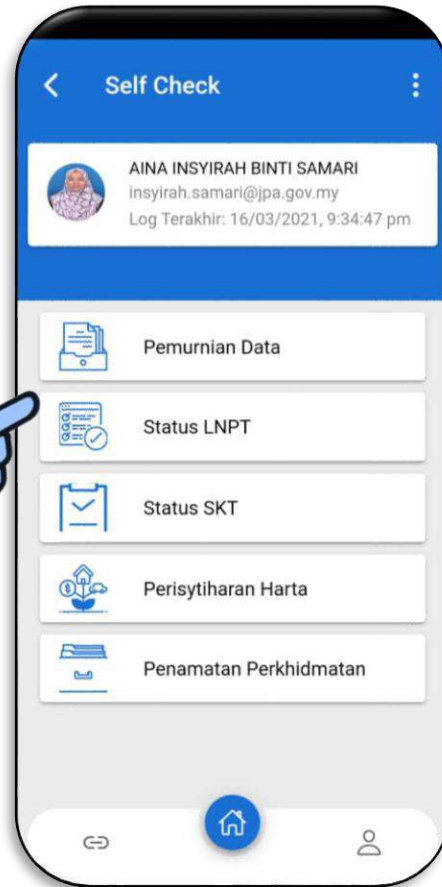 Self Check
AINA INSYIRAH BINTI SAMARI
insyirah.samari@jpa.gov.my
Log Terakhir: 16/03/2021, 9:34:47 pm
Pemurnian Data
Status LNPT
Status SKT
Perisytiharan Harta
Penamatan Perkhidmatan